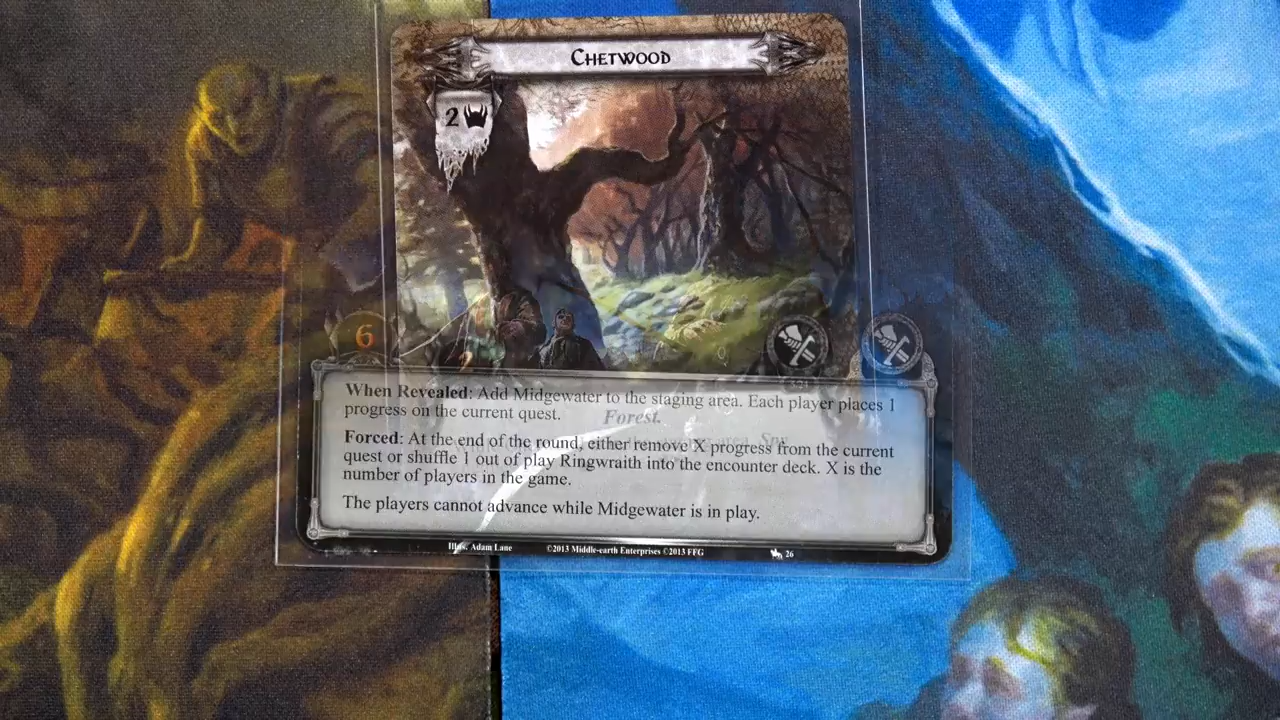 CHETWOOD
2
6
When Revealed: Add Midgewater to the staging area. Each player places 1
progress on the current quest.
Forest.
Forced: At the end of the round, either remove X progress from the current
quest or shuffle 1 out of play Ringwraith into the encounter deck. X is the
number of players in the game.
The players cannot advance while Midgewater is in play.
Illus. Adam Lane ©2013 Middle-earth Enterprises ©2013 FFG 26